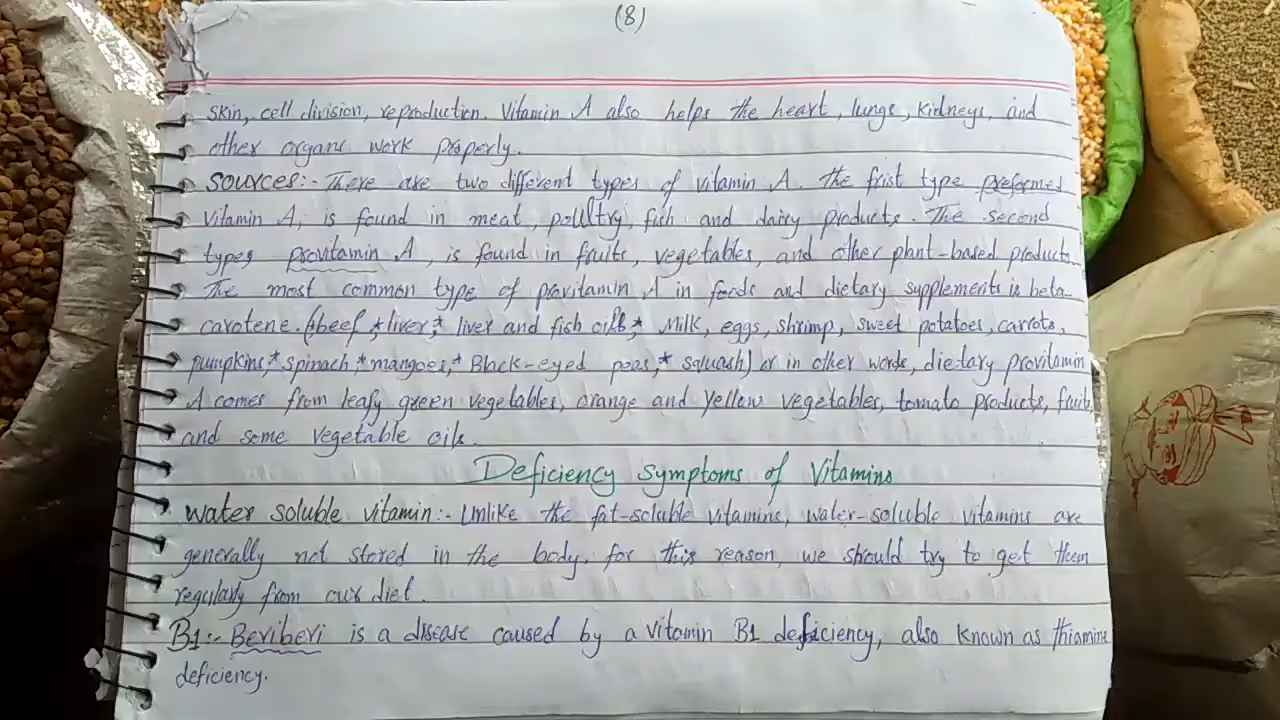 (8)
skin, cell division, reproduction. Vitamin A also helps the heart, lungs, kidneys, and
other organs work properly.
SOURCES:- There are two different types of vitamin A. The frist type preformed
Vitamin A, is found in meat, poultry, fish and dairy products. The second
types provitamin A, is found in fruits, vegetables, and other plant-based products.
The most common type of provitamin A in foods and dietary supplements is beta-
carotene. (*beef, *liver, * liver and fish oils, * Milk, eggs, shrimp, sweet potatoes, carrots,
pumpkins,* spinach,* mangoes,* Black-eyed peas,* squash) or in other words, dietary provitamin
A comes from leafy green vegetables, orange and yellow vegetables, tomato products, fruits,
and some vegetable oils.
Deficiency symptoms of Vitamins
water soluble vitamin:- Unlike the fat-soluble vitamins, water-soluble vitamins are
generally not stored in the body, for this reason, we should try to get them
regularly from our diet.
B1:- Beriberi is a disease caused by a vitamin B1 deficiency, also known as thiamine
deficiency.